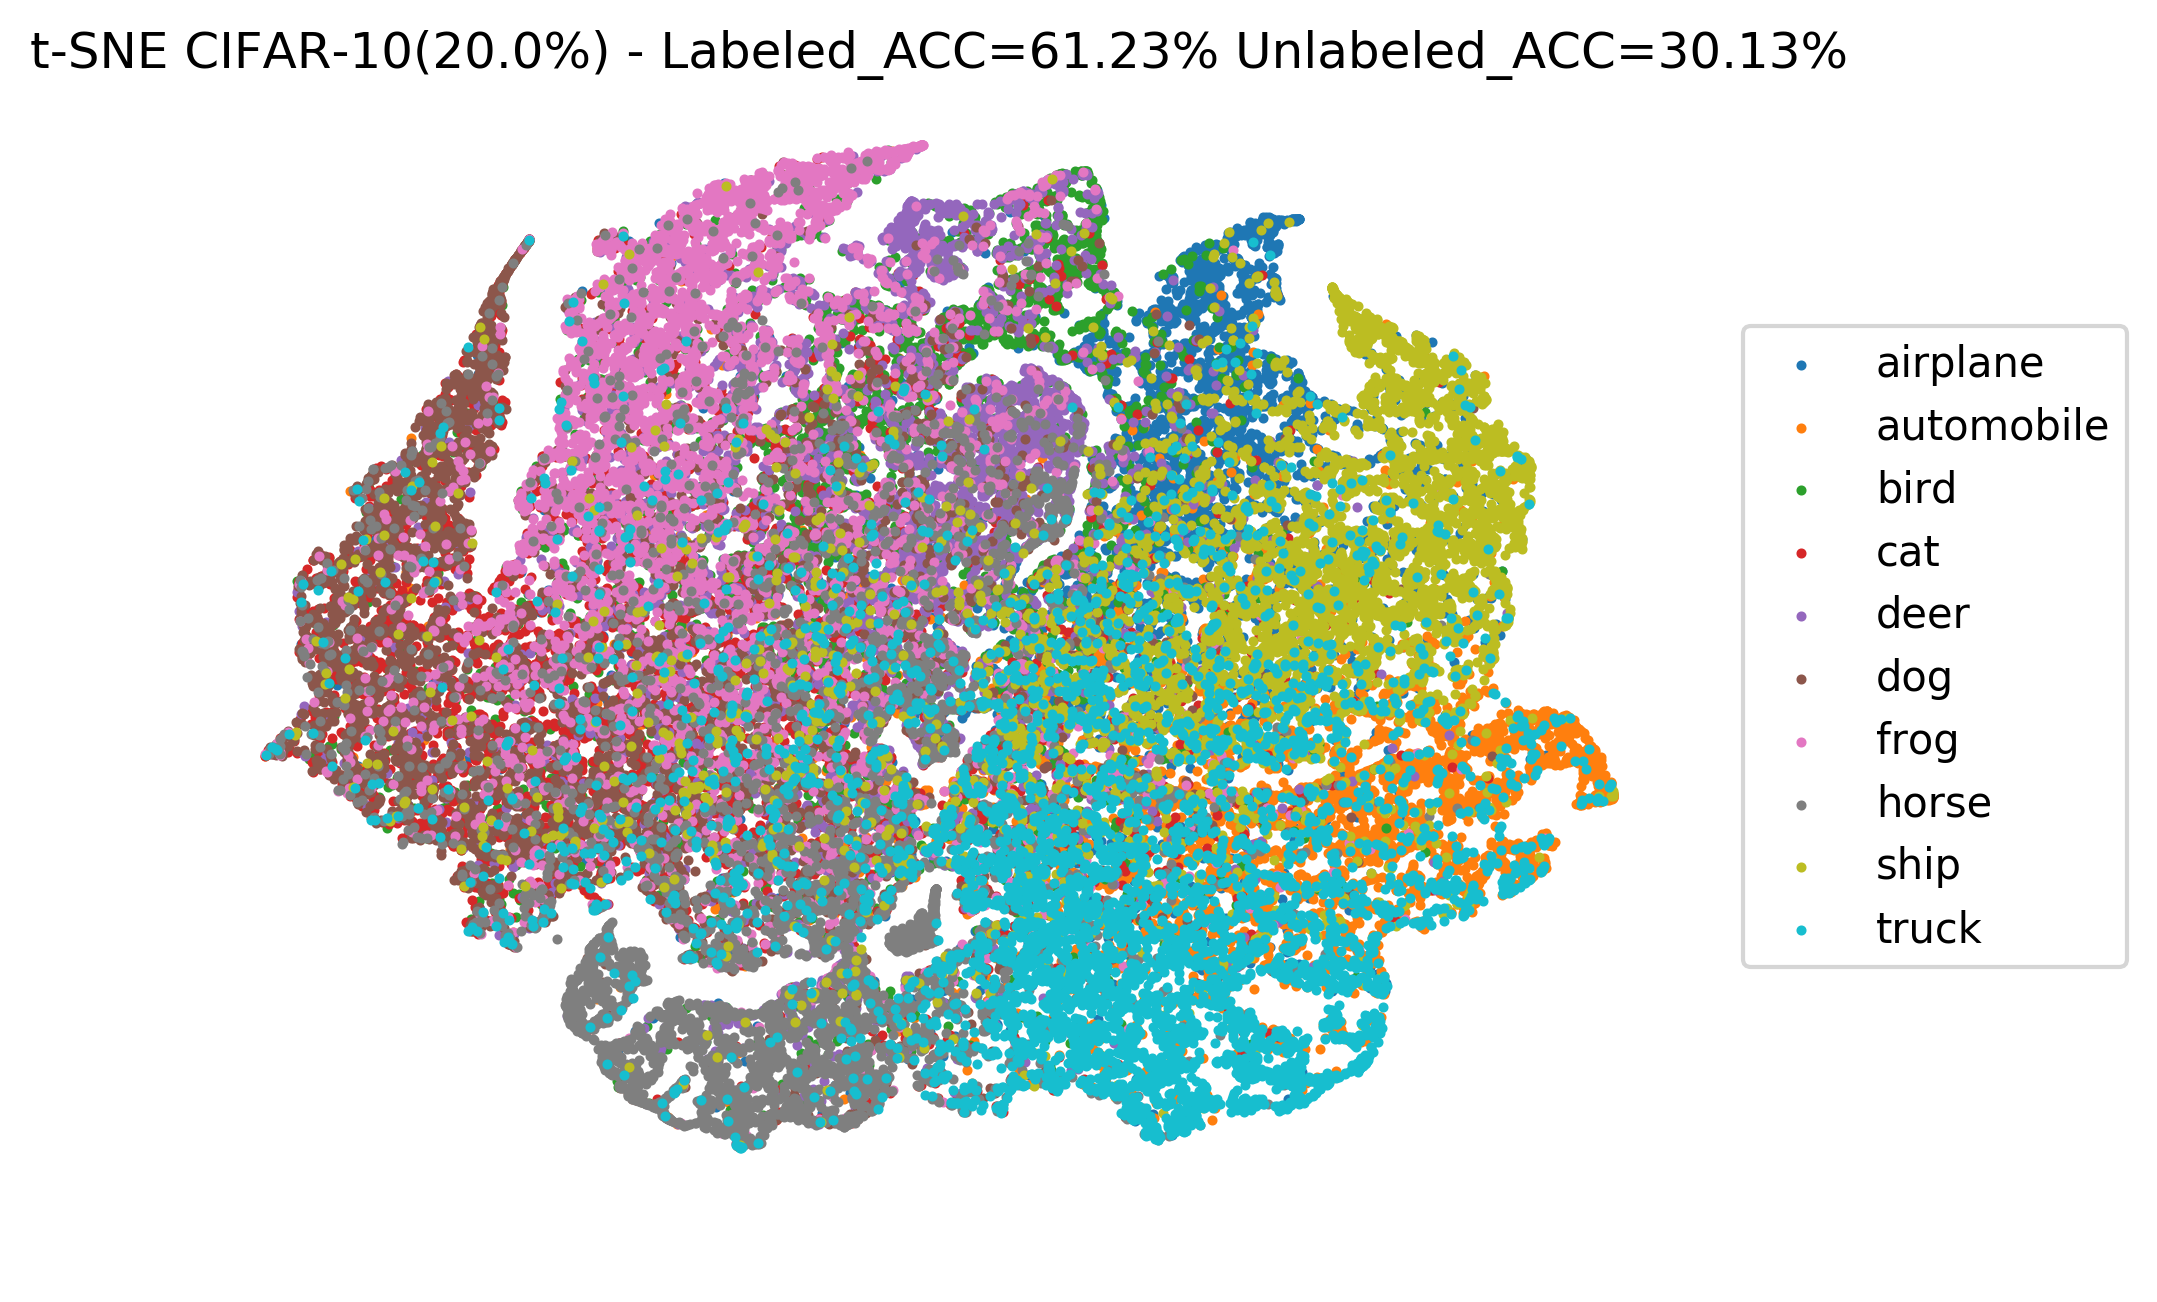 t-SNE CIFAR-10(20.0%) - Labeled_ACC=61.23% Unlabeled_ACC=30.13%
airplane
automobile
bird
cat
deer
dog
frog
horse
ship
truck